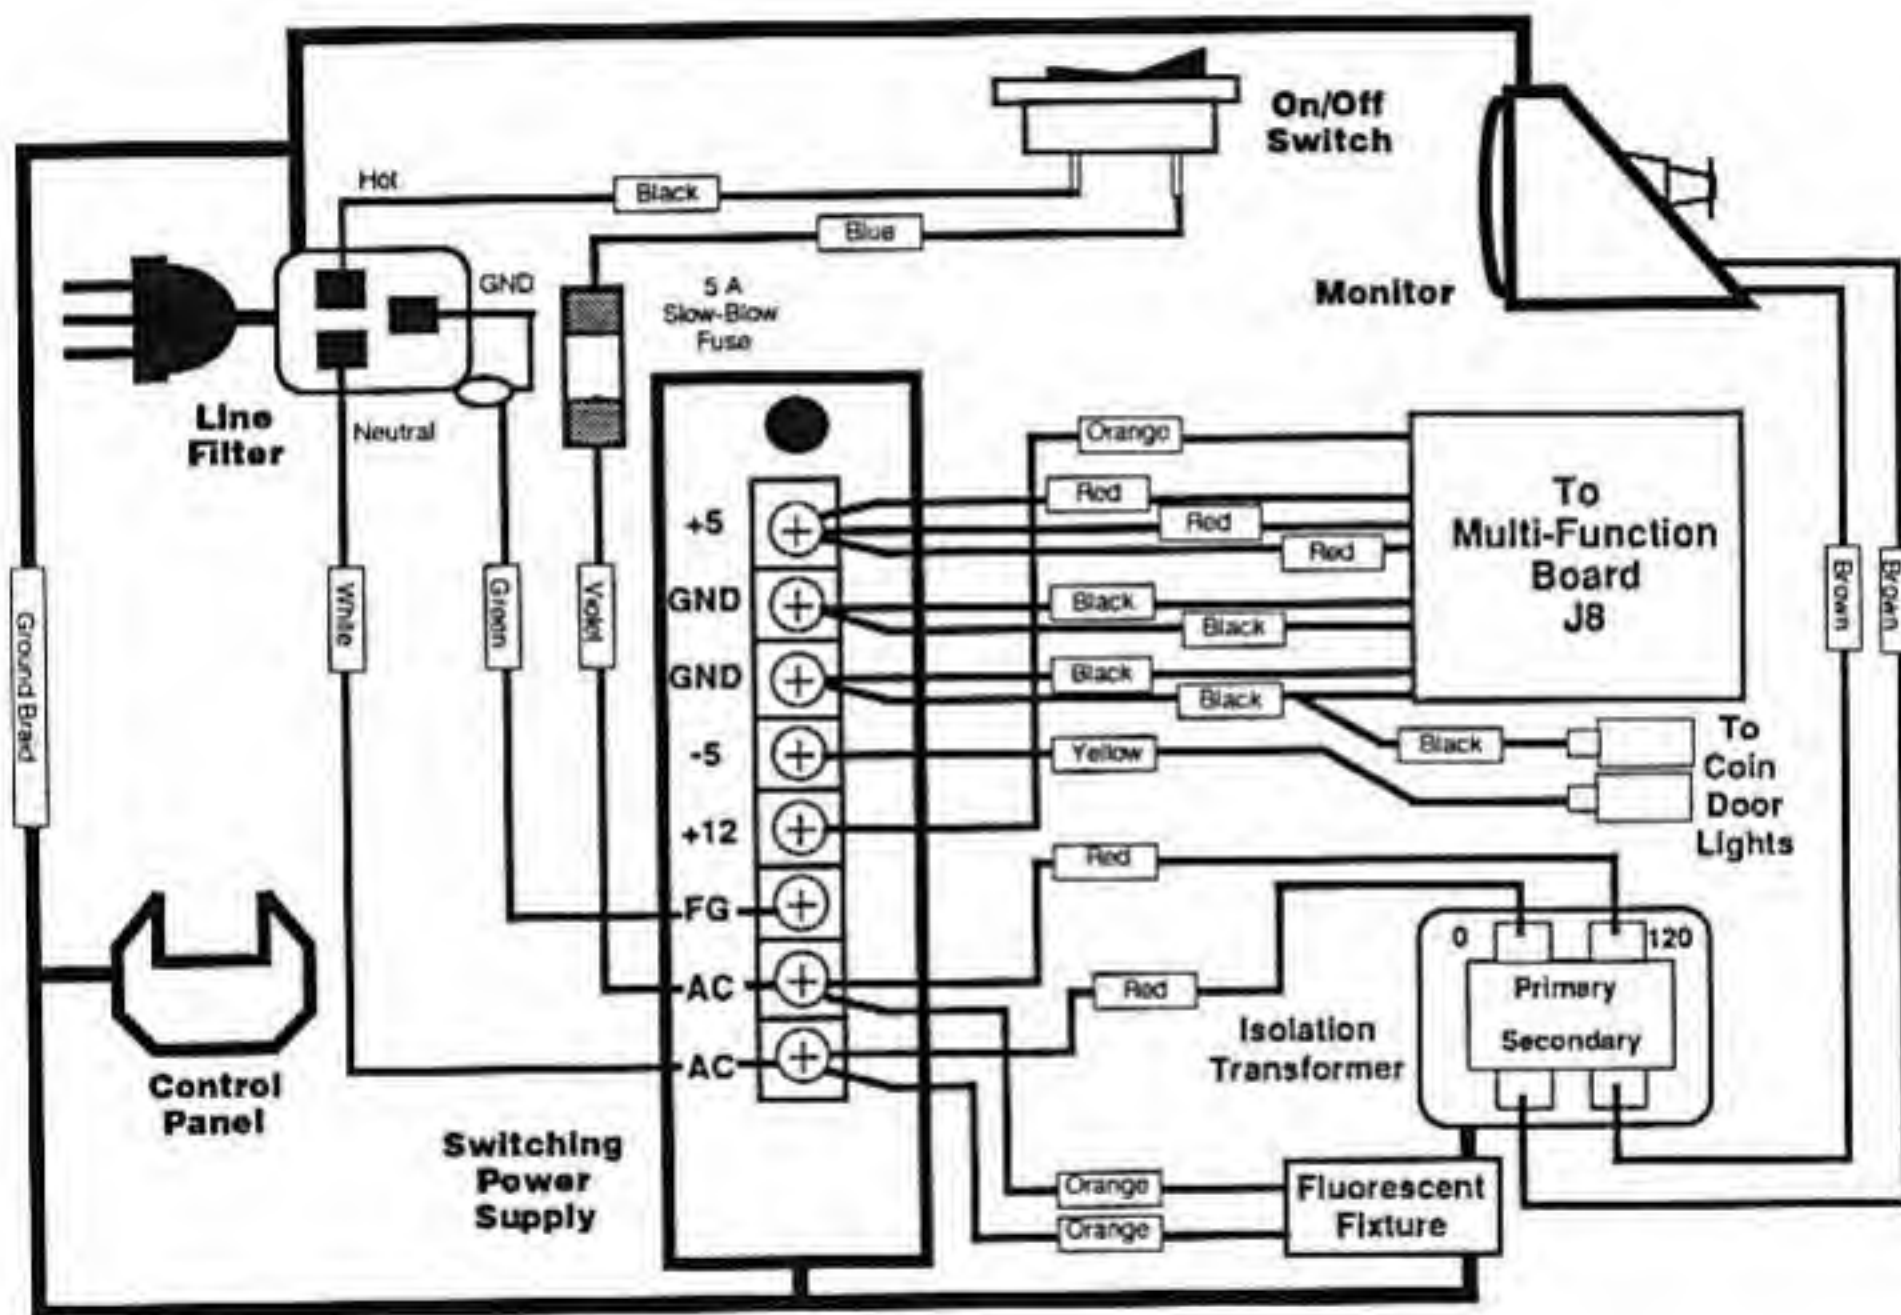 On/Off
Switch
Hot
Black
Blue
GND
5 A
Slow-Blow
Fuse
Monitor
Line
Filter
Neutral
Orange
Red
Red
Red
+5
To
Multi-Function
Board
J8
GND
Black
Black
GND
Black
Black
Ground Braid
White
Green
Violet
Brown
Brown
-5
Yellow
Black
To
Coin
Door
Lights
+12
Red
FG
0
120
Primary
Secondary
AC
Red
Isolation
Transformer
AC
Control
Panel
Switching
Power
Supply
Orange
Orange
Fluorescent
Fixture